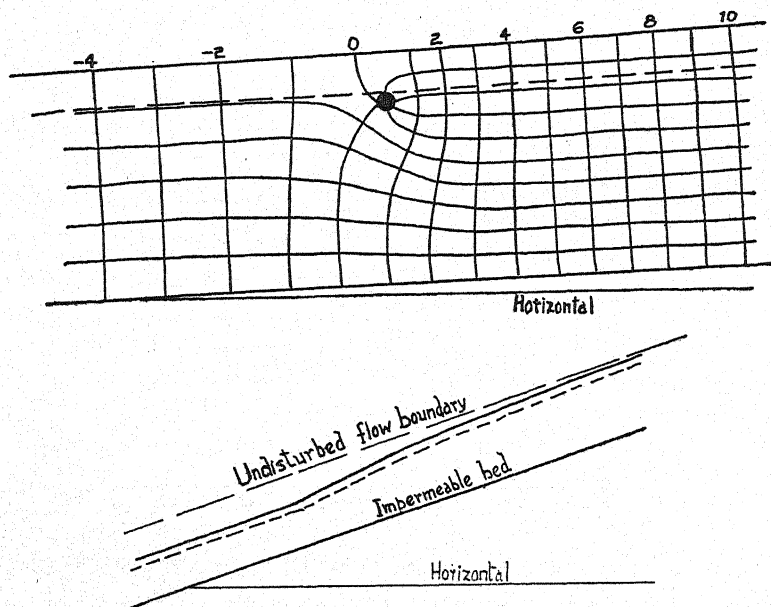 -4 -2 0 2 4 6 8 10
Horizontal
Undisturbed flow boundary
Impermeable bed
Horizontal